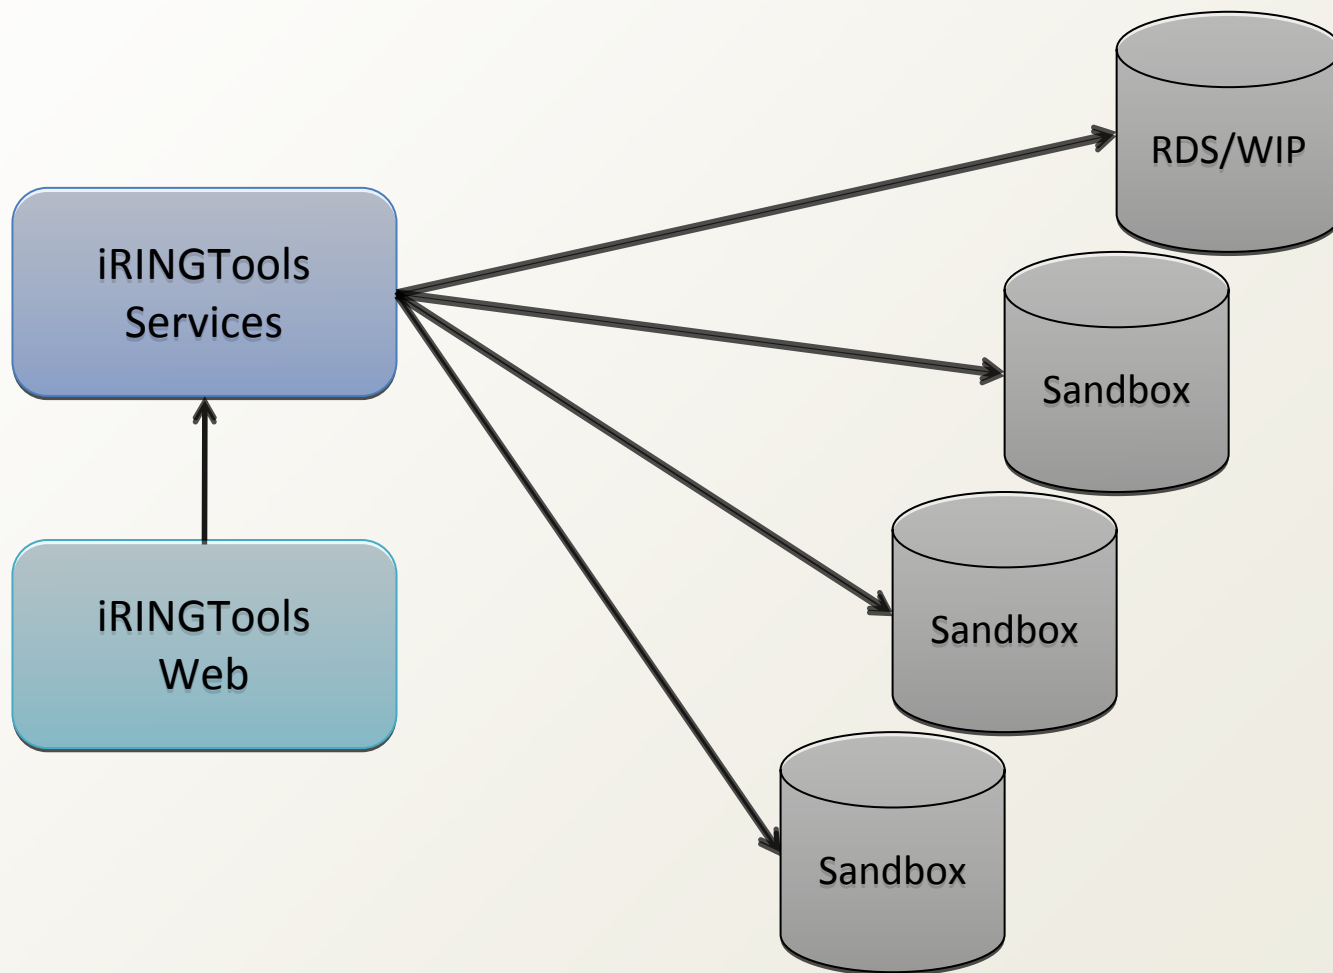 RDS/WIP
iRINGTools
Services
Sandbox
iRINGTools
Web
Sandbox
Sandbox